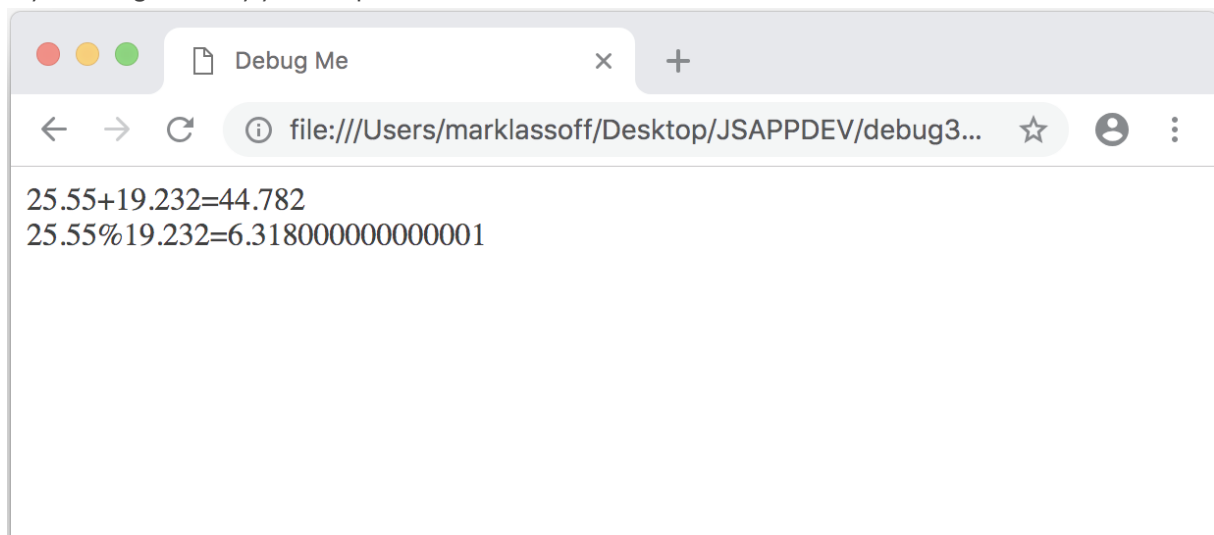 Debug Me
file:///Users/marklassoff/Desktop/JSAPPDEV/debug3...
25.55+19.232=44.782
25.55%19.232=6.318000000000001